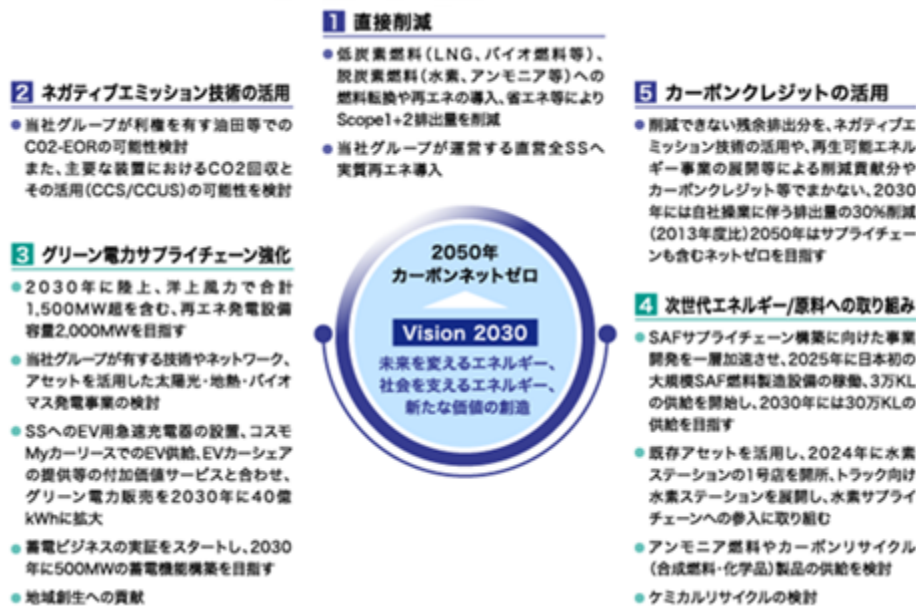 1 直接削減
● 低炭素燃料(LNG、バイオ燃料等)、
脱炭素燃料(水素、アンモニア等)への
燃料転換や再エネの導入、省エネ等により
Scope1+2排出量を削減
● 当社グループが運営する直営全SSへ
実質再エネ導入
2 ネガティブエミッション技術の活用
● 当社グループが利権を有す油田等での
CO2-EORの可能性検討
また、主要な装置におけるCO2回収と
その活用(CCS/CCUS)の可能性を検討
3 グリーン電力サプライチェーン強化
● 2030年に陸上、洋上風力で合計
1,500MW超を含む、再エネ発電設備
容量2,000MWを目指す
● 当社グループが有する技術やネットワーク、
アセットを活用した太陽光・地熱・バイオ
マス発電事業の検討
● SSへのEV用急速充電器の設置、コスモ
MyカーリースでのEV供給、EVカーシェア
の提供等の付加価値サービスと合わせ、
グリーン電力販売を2030年に40億
kWhに拡大
● 蓄電ビジネスの実証をスタートし、2030
年に500MWの蓄電機能構築を目指す
● 地域創生への貢献
2050年
カーボンネットゼロ
Vision 2030
未来を変えるエネルギー、
社会を支えるエネルギー、
新たな価値の創造
5 カーボンクレジットの活用
● 削減できない残余排出分を、ネガティブエ
ミッション技術の活用や、再生可能エネル
ギー事業の展開等による削減貢献分や
カーボンクレジット等でまかない、2030
年には自社操業に伴う排出量の30%削減
(2013年度比)2050年はサプライチェー
ンも含むネットゼロを目指す
4 次世代エネルギー/原料への取り組み
● SAFサプライチェーン構築に向けた事業
開発を一層加速させ、2025年に日本初の
大規模SAF燃料製造設備の稼働、3万KL
の供給を開始し、2030年には30万KLの
供給を目指す
● 既存アセットを活用し、2024年に水素
ステーションの1号店を開所、トラック向け
水素ステーションを展開し、水素サプライ
チェーンへの参入に取り組む
● アンモニア燃料やカーボンリサイクル
(合成燃料・化学品)製品の供給を検討
● ケミカルリサイクルの検討